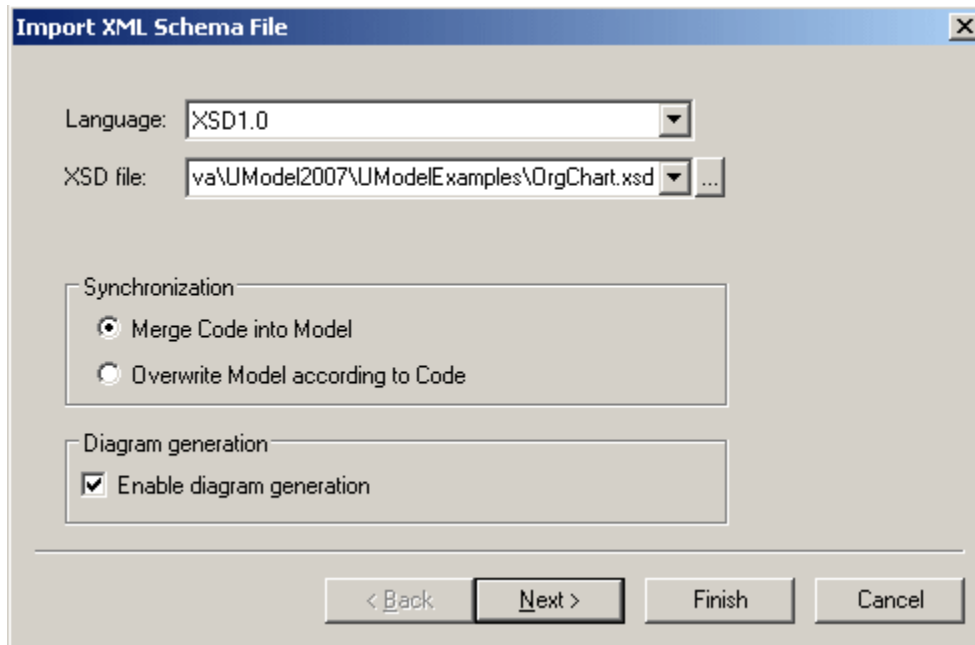 Import XML Schema File
Language: XSD1.0
XSD file: va\UModel2007\UModelExamples\OrgChart.xsd ...
Synchronization
Merge Code into Model
Overwrite Model according to Code
Diagram generation
Enable diagram generation
< Back Next > Finish Cancel